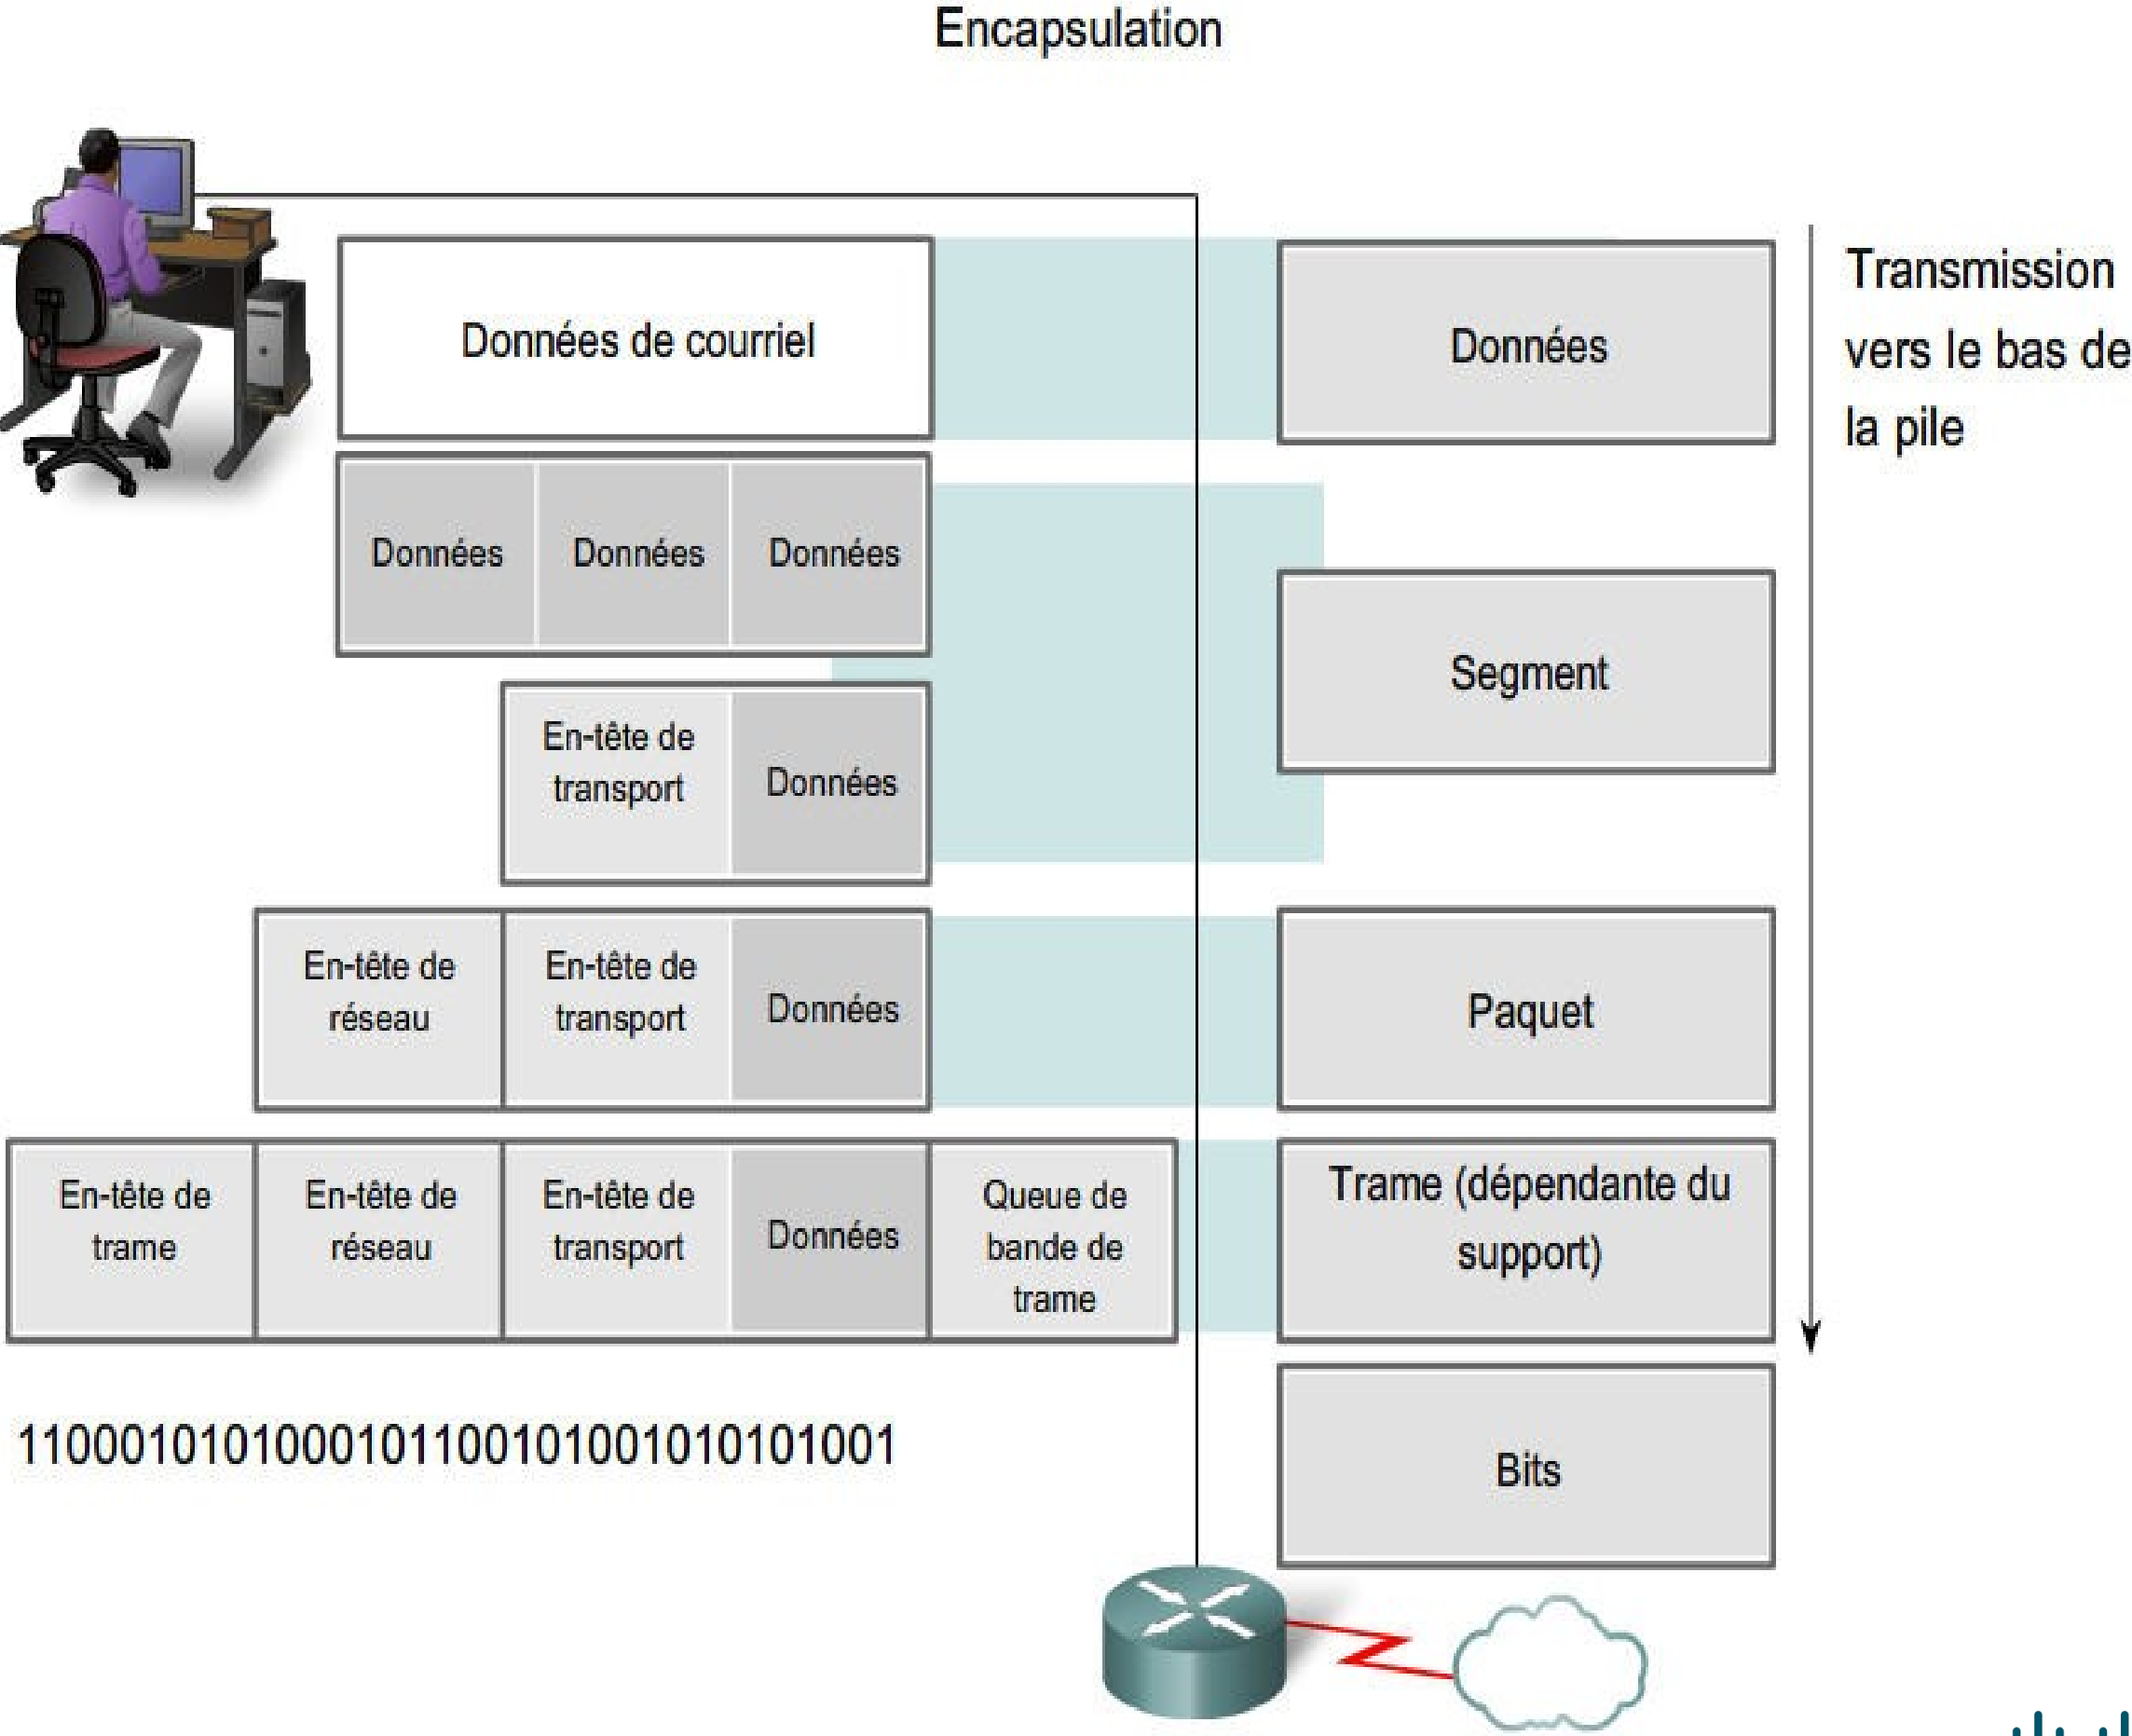 Encapsulation
Données de courriel
Données
Transmission
vers le bas de
la pile
Données
Données
Données
Segment
En-tête de
transport
Données
En-tête de
réseau
En-tête de
transport
Données
Paquet
En-tête de
trame
En-tête de
réseau
En-tête de
transport
Données
Queue de
bande de
trame
Trame (dépendante du
support)
1100010101000101100101001010101001
Bits